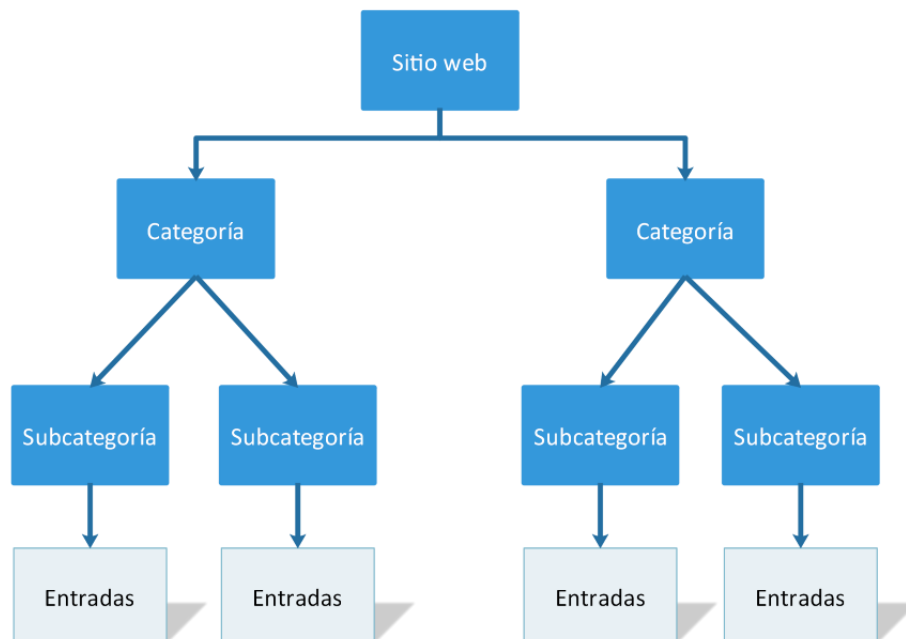 Sitio web
Categoría
Categoría
Subcategoría
Subcategoría
Subcategoría
Subcategoría
Entradas
Entradas
Entradas
Entradas